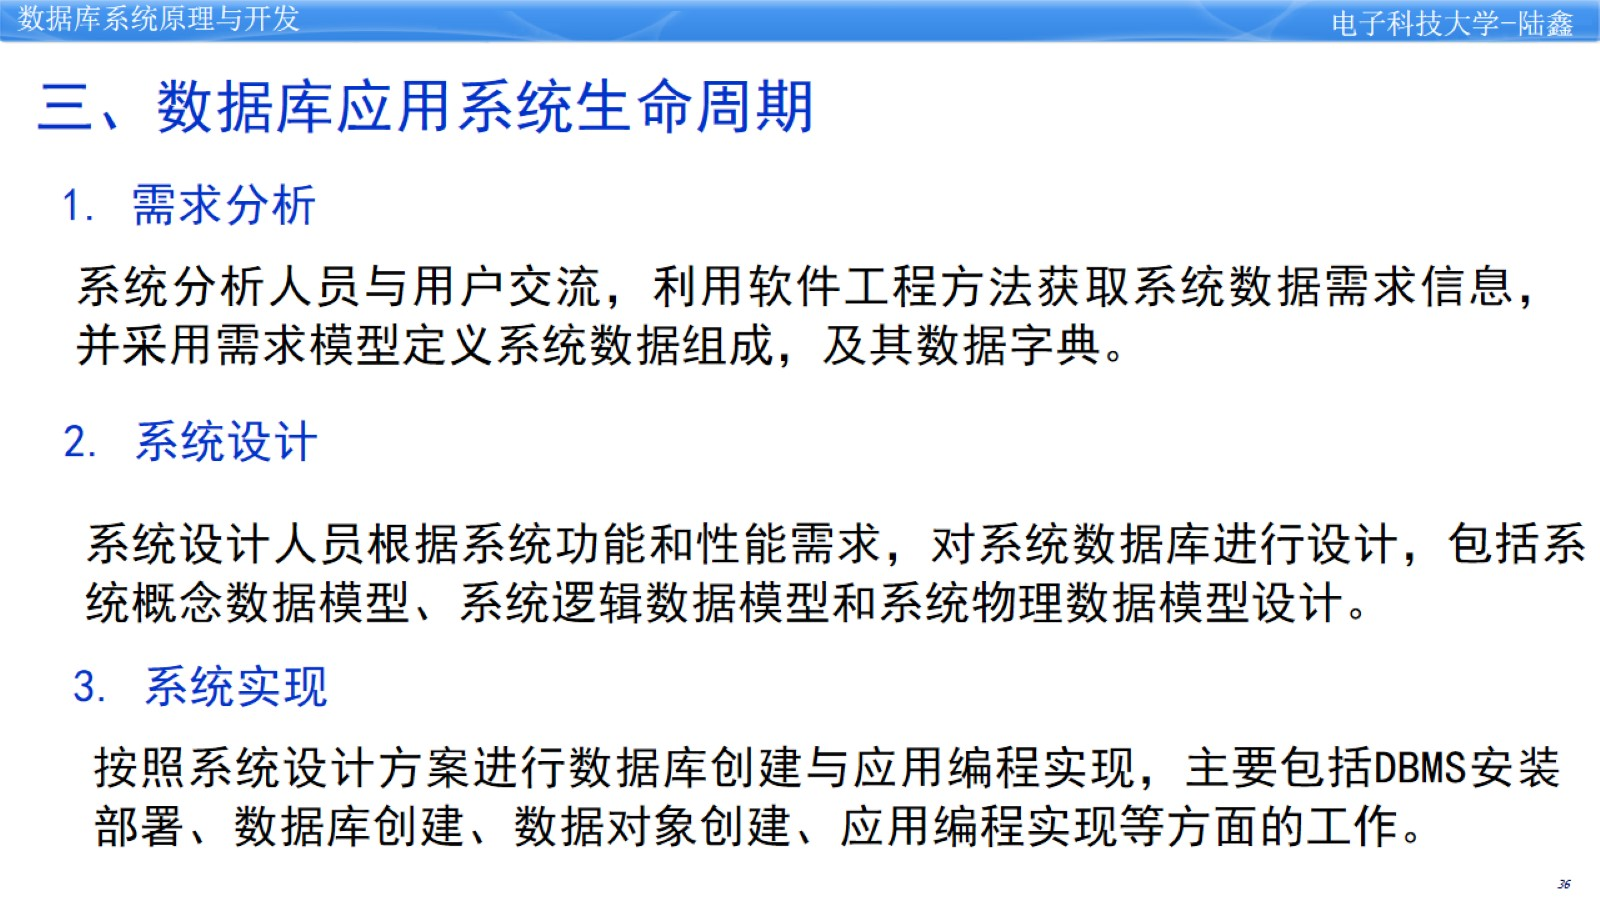 数据库系统原理与开发
电子科技大学-陆鑫
三、数据库应用系统生命周期
1. 需求分析
系统分析人员与用户交流，利用软件工程方法获取系统数据需求信息，
并采用需求模型定义系统数据组成，及其数据字典。
2. 系统设计
系统设计人员根据系统功能和性能需求，对系统数据库进行设计，包括系
统概念数据模型、系统逻辑数据模型和系统物理数据模型设计。
3. 系统实现
按照系统设计方案进行数据库创建与应用编程实现，主要包括DBMS安装
部署、数据库创建、数据对象创建、应用编程实现等方面的工作。
36